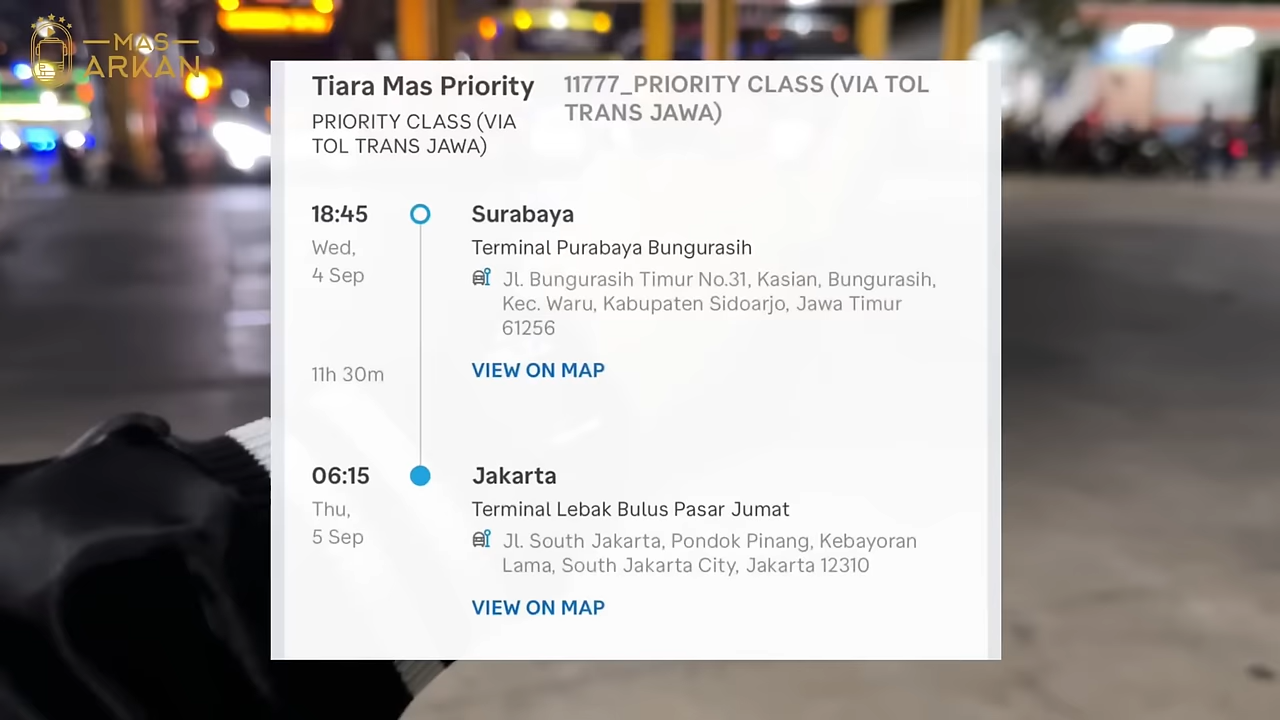 MAS
ARKAN
Tiara Mas Priority
PRIORITY CLASS (VIA
TOL TRANS JAWA)
11777_PRIORITY CLASS (VIA TOL
TRANS JAWA)
18:45
Wed,
4 Sep
Surabaya
Terminal Purabaya Bungurasih
Jl. Bungurasih Timur No.31, Kasian, Bungurasih,
Kec. Waru, Kabupaten Sidoarjo, Jawa Timur
61256
VIEW ON MAP
11h 30m
06:15
Thu,
5 Sep
Jakarta
Terminal Lebak Bulus Pasar Jumat
Jl. South Jakarta, Pondok Pinang, Kebayoran
Lama, South Jakarta City, Jakarta 12310
VIEW ON MAP